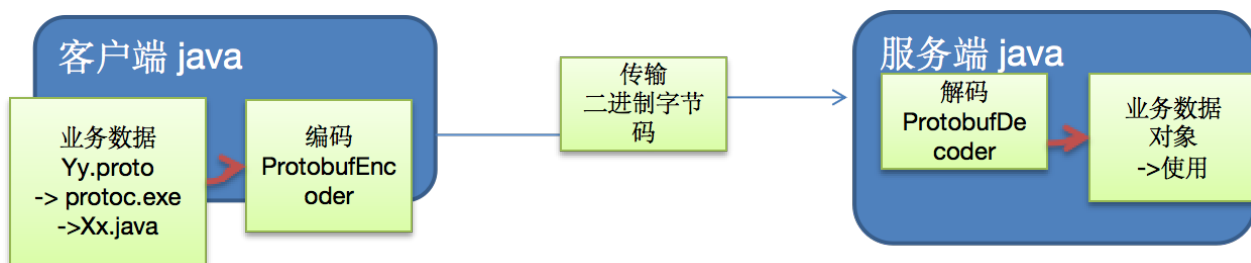 客户端 java
业务数据
Yy.proto
-> protoc.exe
->Xx.java
编码
ProtobufEnc
oder
传输
二进制字节
码
服务端 java
解码
ProtobufDe
coder
业务数据
对象
->使用